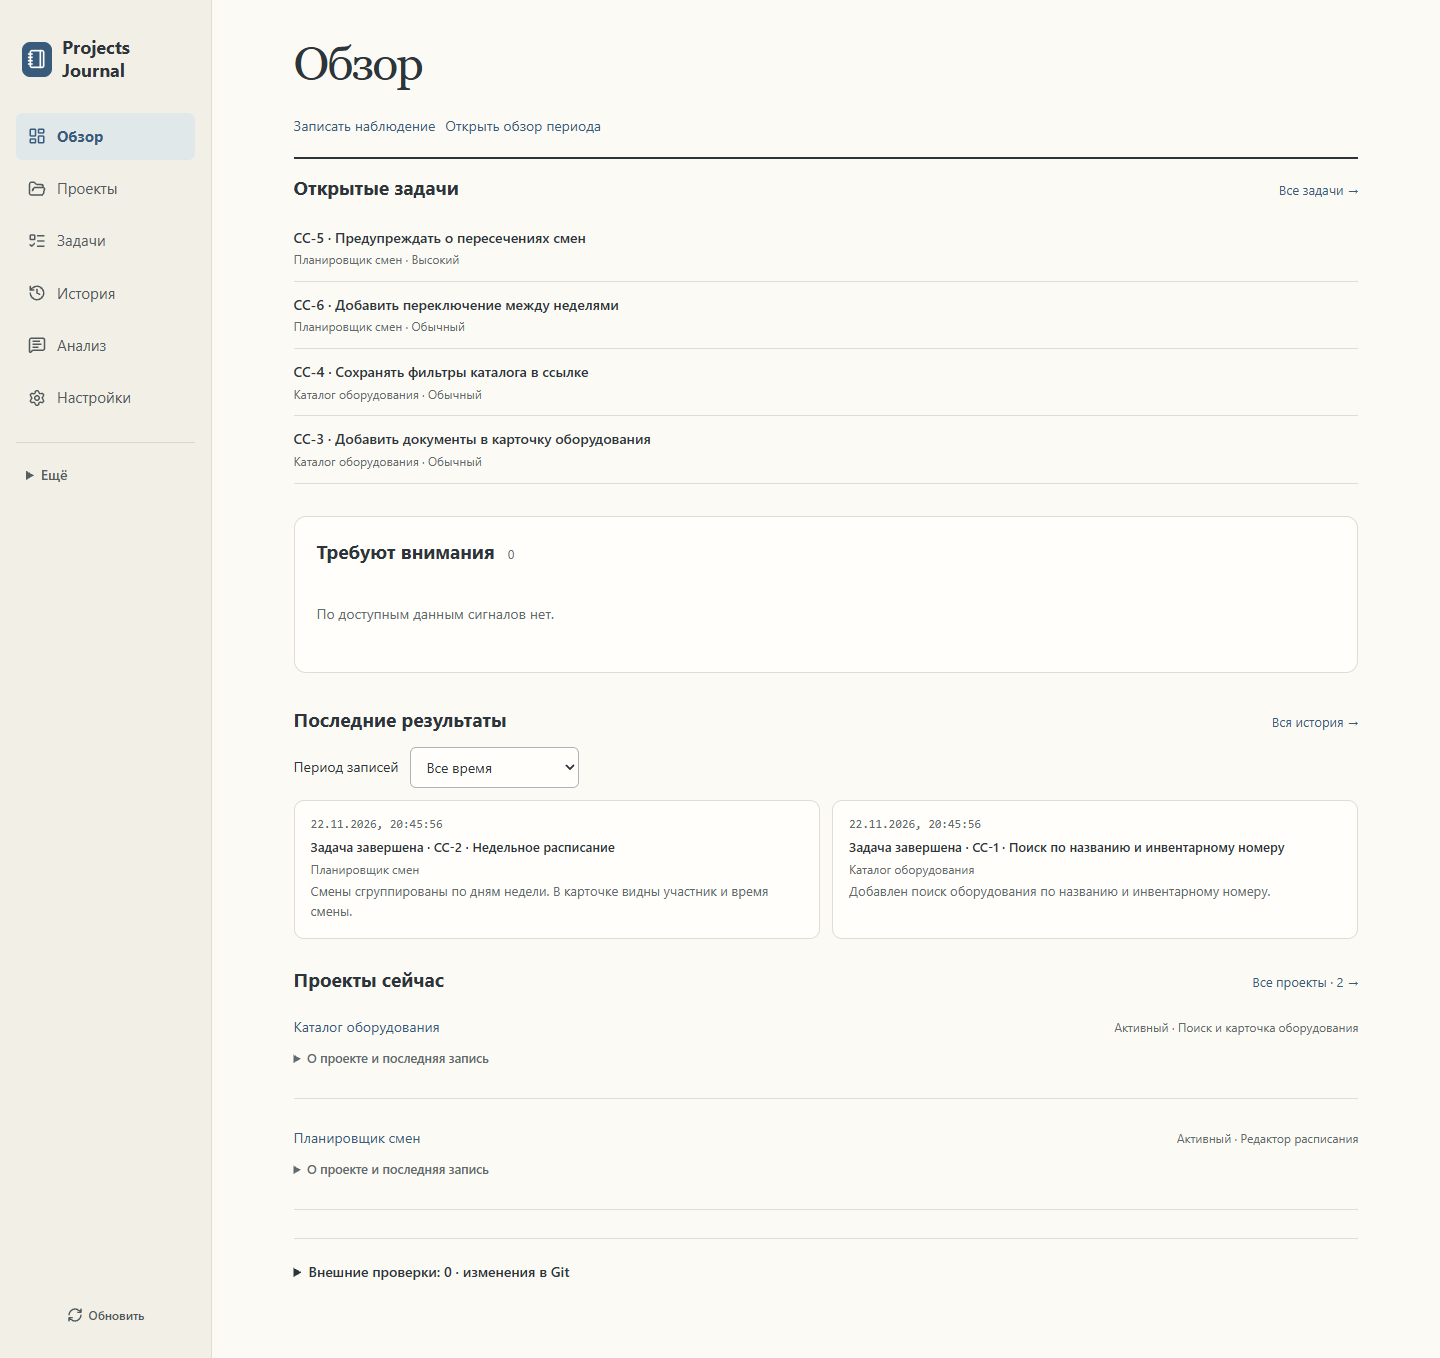 Projects
Journal
Обзор
Проекты
Задачи
История
Анализ
Настройки
Ещё
Обновить
Обзор
Записать наблюдение Открыть обзор периода
Открытые задачи
Все задачи →
CC-5 · Предупреждать о пересечениях смен
Планировщик смен · Высокий
CC-6 · Добавить переключение между неделями
Планировщик смен · Обычный
CC-4 · Сохранять фильтры каталога в ссылке
Каталог оборудования · Обычный
CC-3 · Добавить документы в карточку оборудования
Каталог оборудования · Обычный
Требуют внимания 0
По доступным данным сигналов нет.
Последние результаты
Вся история →
Период записей Все время
22.11.2026, 20:45:56
Задача завершена · CC-2 · Недельное расписание
Планировщик смен
Смены сгруппированы по дням недели. В карточке видны участник и время
смены.
22.11.2026, 20:45:56
Задача завершена · CC-1 · Поиск по названию и инвентарному номеру
Каталог оборудования
Добавлен поиск оборудования по названию и инвентарному номеру.
Проекты сейчас
Все проекты · 2 →
Каталог оборудования
Активный · Поиск и карточка оборудования
О проекте и последняя запись
Планировщик смен
Активный · Редактор расписания
О проекте и последняя запись
Внешние проверки: 0 · изменения в Git